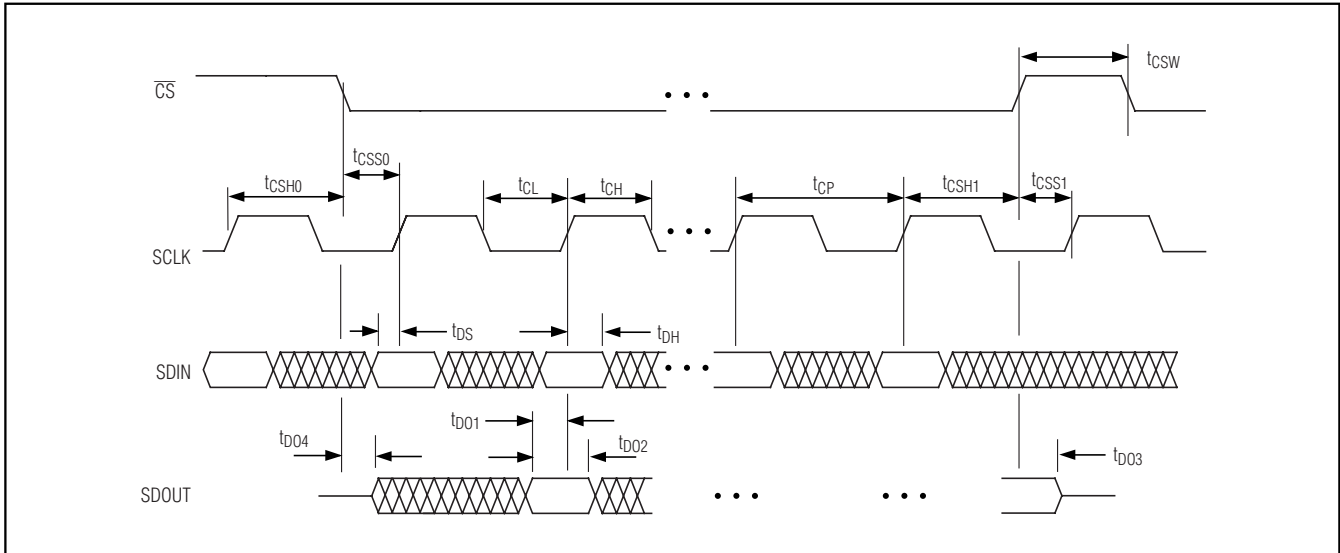 CS
tCSW
tCSS0
tCSH0
tCL
tCH
tCP
tCSH1
tCSS1
SCLK
tDS
tDH
SDIN
tDO1
tDO4
tDO2
tDO3
SDOUT